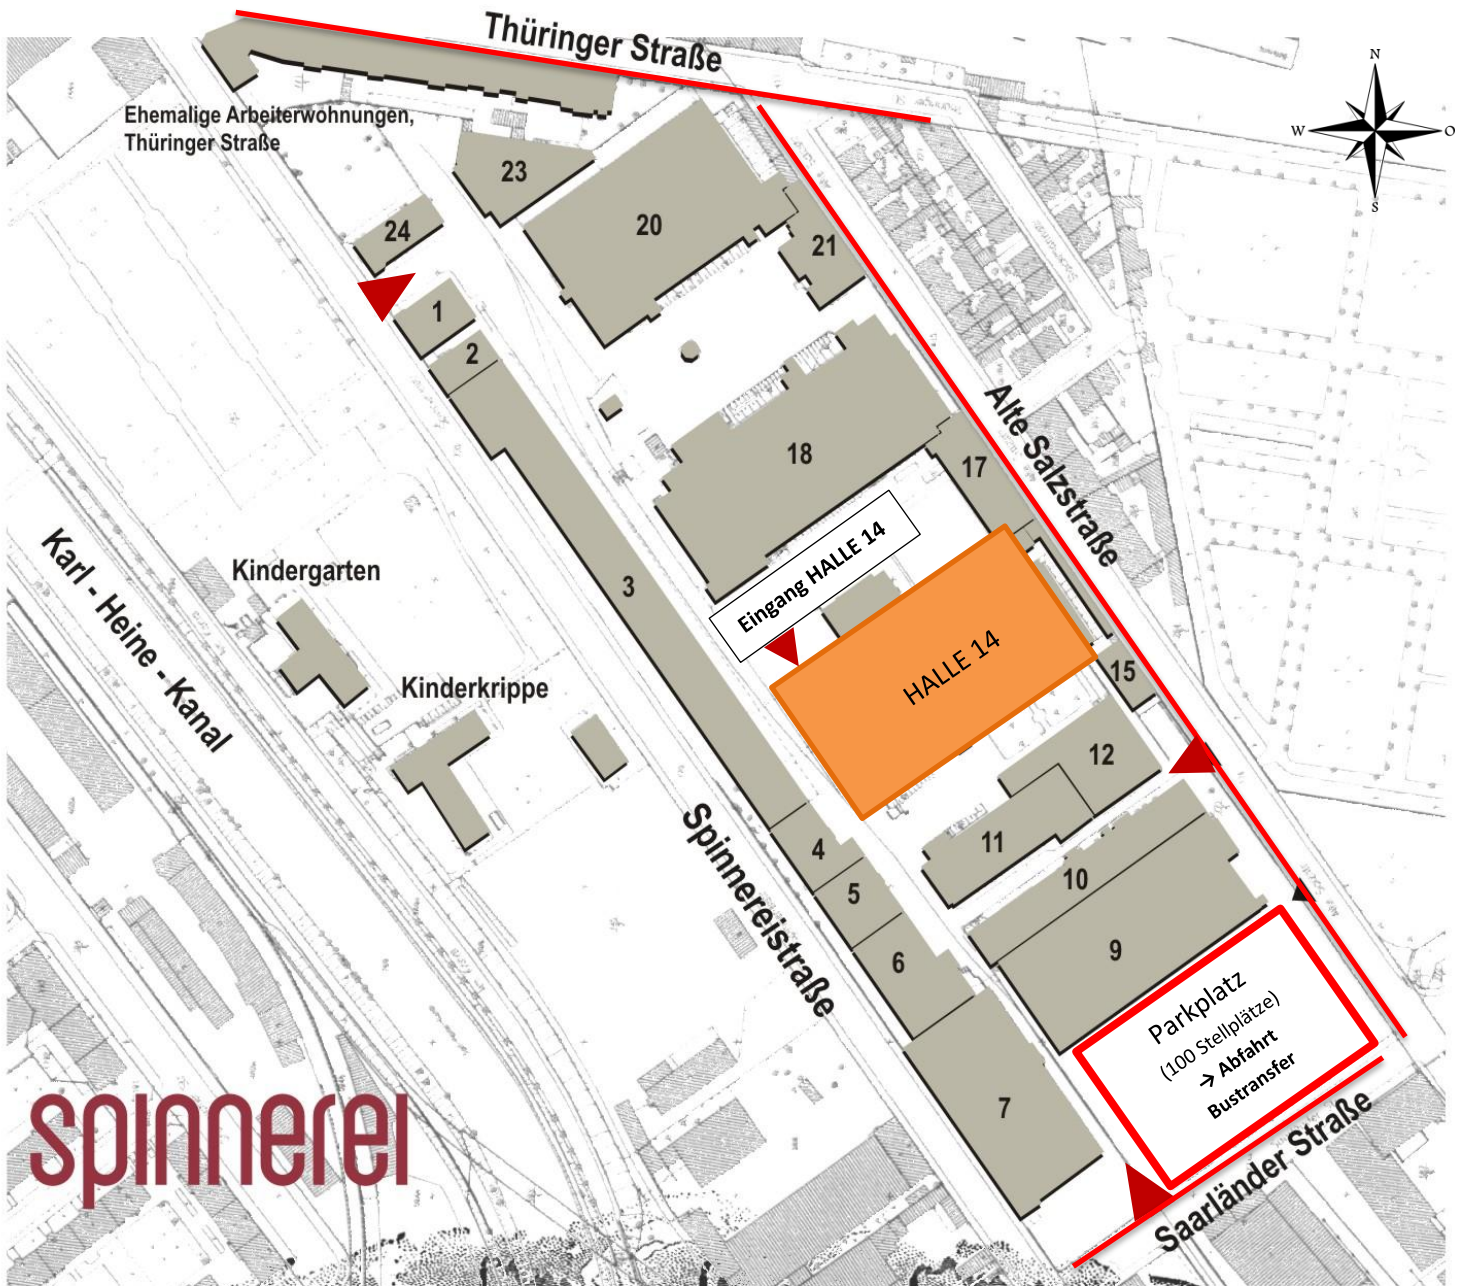 Thüringer Straße
N
W
O
S
Ehemalige Arbeiterwohnungen,
Thüringer Straße
23
24
20
21
1
2
18
17
Alte Salzstraße
Eingang HALLE 14
3
HALLE 14
15
Karl - Heine - Kanal
Kindergarten
Kinderkrippe
12
11
10
9
4
5
6
7
Spinnereistraße
Parkplatz
(100 Stellplätze)
→ Abfahrt
Bustransfer
Saarländer Straße
spinnerei